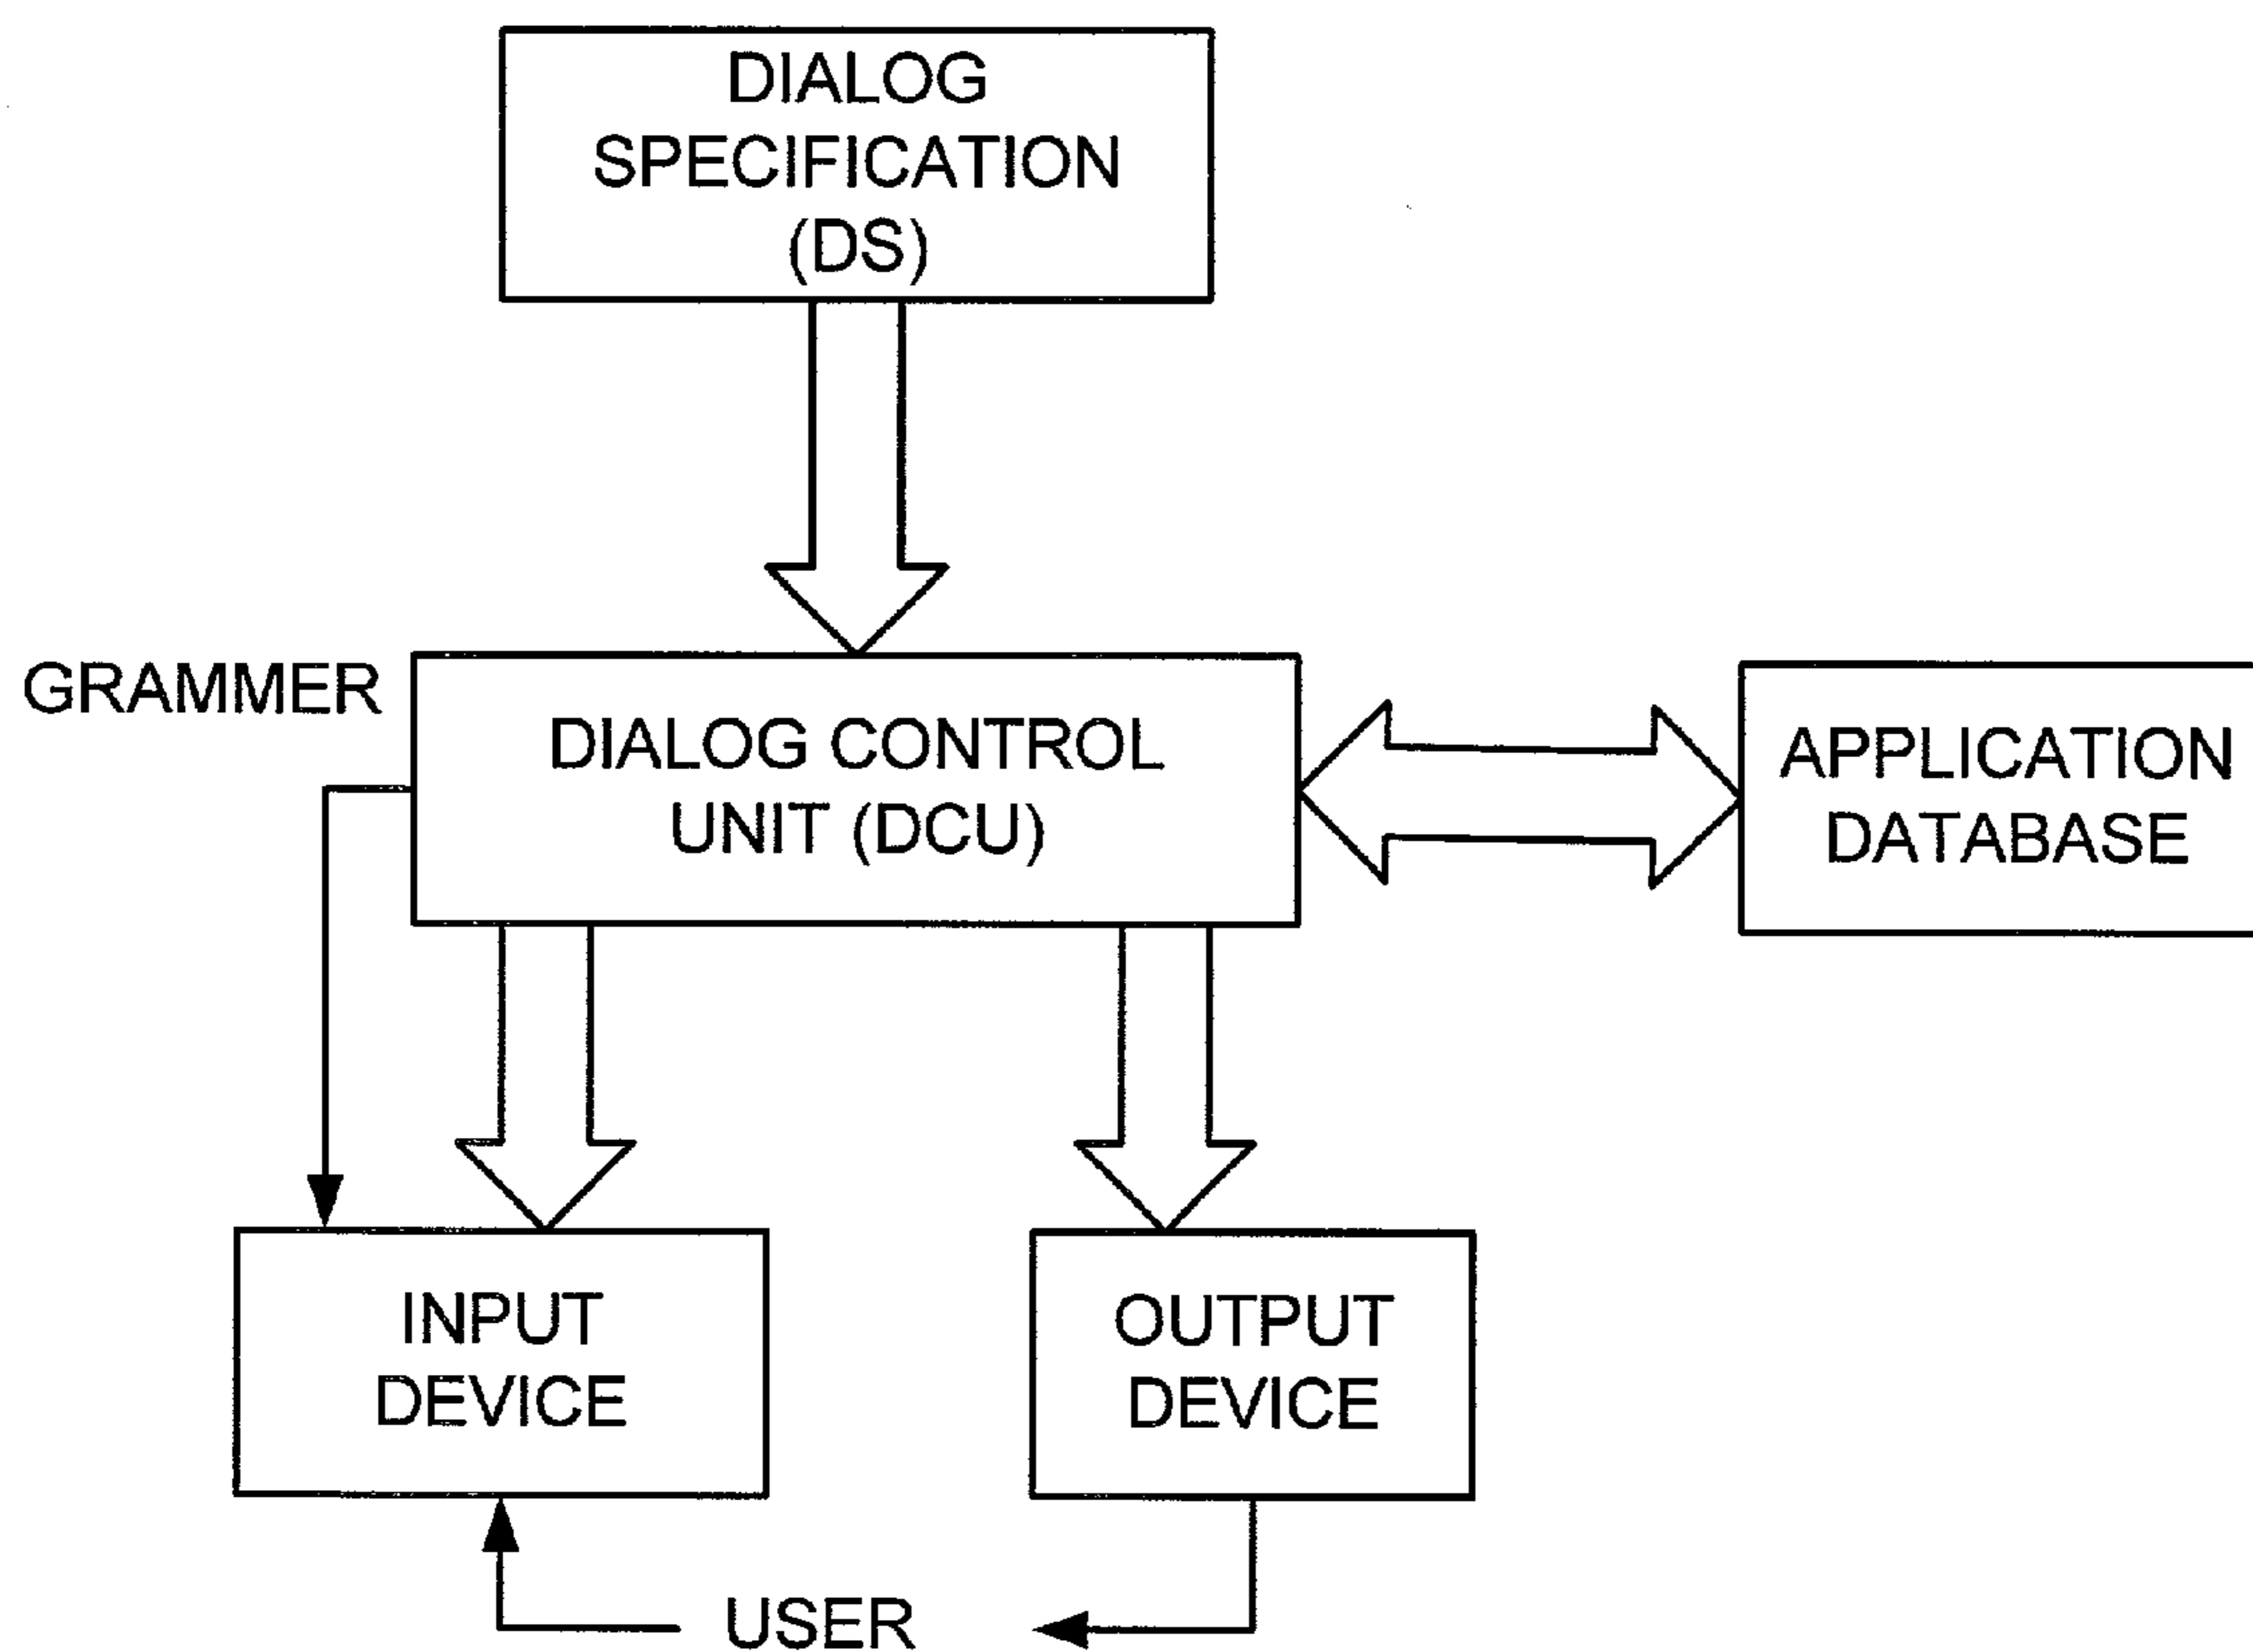 DIALOG
SPECIFICATION
(DS)
GRAMMER
DIALOG CONTROL
UNIT (DCU)
APPLICATION
DATABASE
INPUT
DEVICE
OUTPUT
DEVICE
USER